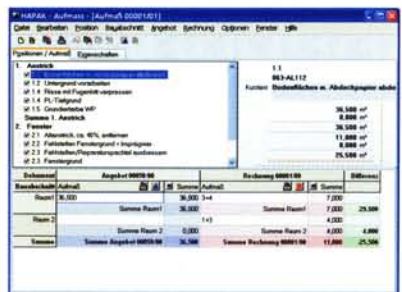 HAPAK - Aufmass - [Aufmaß 00001/01]
Datei Bearbeiten Position Bauabschnitt Angebot Rechnung Optionen Fenster Hilfe
Positionen / Aufmaß Eigenschaften
1. Anstrich
1.2 Untergrund vorarbeiten
1.4 Risse mit Fugenfüll verpressen
1.4 PL-Tiefgrund
1.5 Grundierfarbe WP
Summe 1. Anstrich
2. Fenster
2.1 Altanstrich, ca. 40%, entfernen
2.2 Fehlstellen Fenstergrund + Imprägnier
2.3 Fehlstellen/Reparaturspachtel ausbessern
2.3 Fenstergrund
1.1
063-AL112
Kurztext Bodenflächen m. Abdeckpapier abde
36,500 m²
0,000 m²
36,500 m²
11,000 m²
0,000 m²
25,500 m²
Dokument Angebot 00050/00 Rechnung 00001/00 Differenz
Bauabschnitt Aufmaß Summe Aufmaß Summe
Raum1 36,500 36,500 3+4 7,000
Summe Raum1 36,500 Summe Raum1 7,000 29,500
Raum 2 1+3 4,000
Summe Raum 2 0,000 Summe Raum 2 4,000 4,000
Summe Summe Angebot 00050/00 36,500 Summe Rechnung 00001/00 11,000 25,500